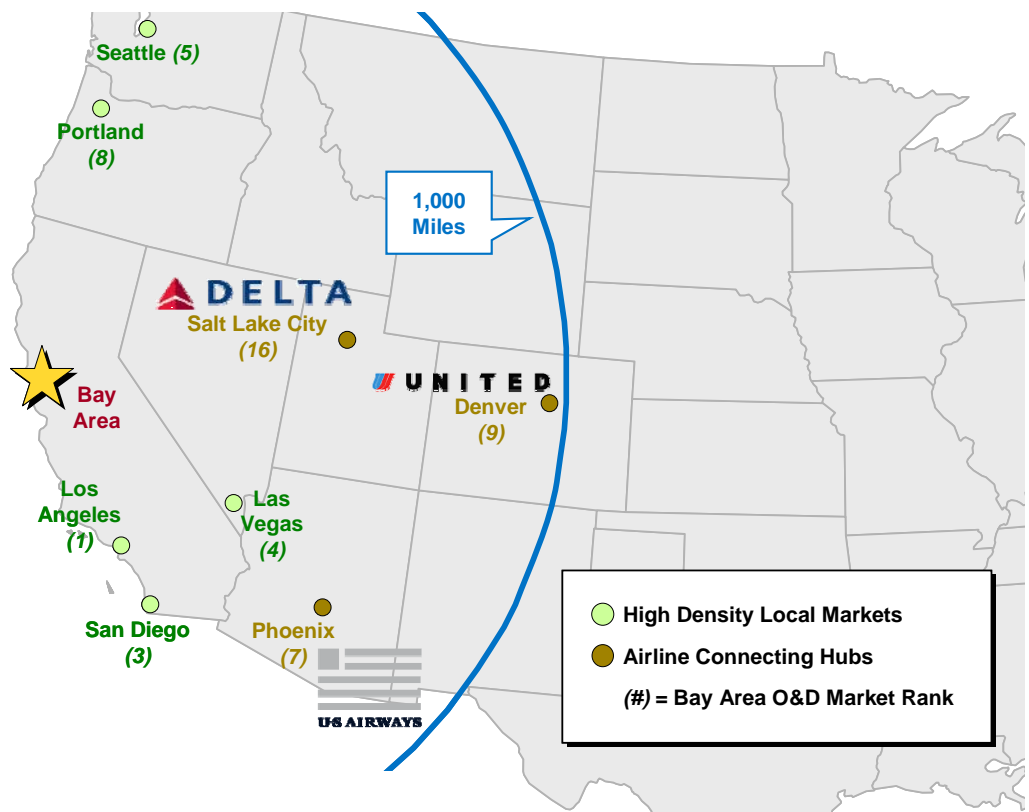 Seattle (5)
Portland
(8)
1,000
Miles
DELTA
Salt Lake City
(16)
UNITED
Denver
(9)
Bay
Area
Los
Angeles
(1)
Las
Vegas
(4)
San Diego
(3)
Phoenix
(7)
U·S AIRWAYS
High Density Local Markets
Airline Connecting Hubs
(#) = Bay Area O&D Market Rank